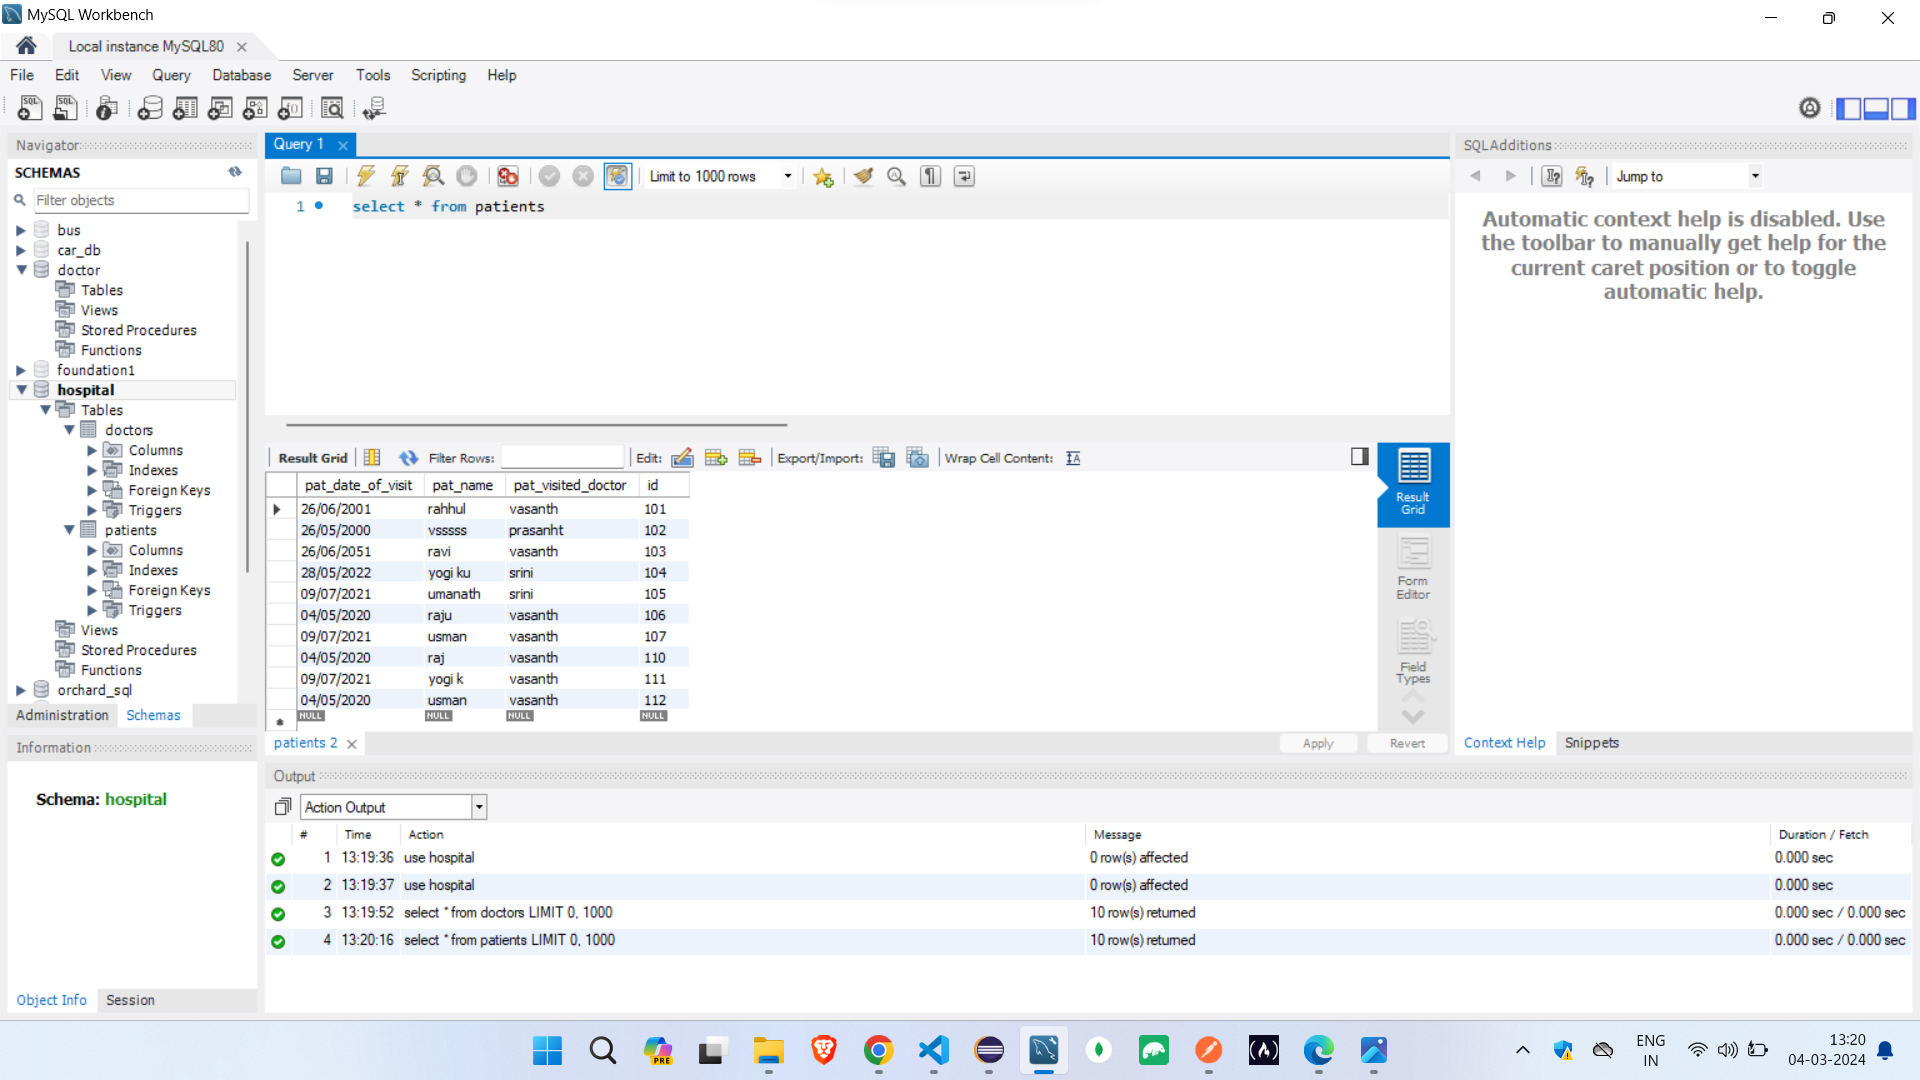 MySQL Workbench
Local instance MySQL80
File Edit View Query Database Server Tools Scripting Help
Navigator
SCHEMAS
Filter objects
bus
car_db
doctor
Tables
Views
Stored Procedures
Functions
foundation1
hospital
Tables
doctors
Columns
Indexes
Foreign Keys
Triggers
patients
Columns
Indexes
Foreign Keys
Triggers
Views
Stored Procedures
Functions
orchard_sql
Administration Schemas
Information
Schema: hospital
Object Info Session
Query 1
Limit to 1000 rows
1 select * from patients
Result Grid Filter Rows: Edit: Export/Import: Wrap Cell Content:
pat_date_of_visit pat_name pat_visited_doctor id
26/06/2001 rahhul vasanth 101
26/05/2000 vsssss prasanht 102
26/06/2051 ravi vasanth 103
28/05/2022 yogi ku srini 104
09/07/2021 umanath srini 105
04/05/2020 raju vasanth 106
09/07/2021 usman vasanth 107
04/05/2020 raj vasanth 110
09/07/2021 yogi k vasanth 111
04/05/2020 usman vasanth 112
NULL NULL NULL NULL
Result
Grid
Form
Editor
Field
Types
patients 2 Apply Revert
SQLAdditions
Jump to
Automatic context help is disabled. Use
the toolbar to manually get help for the
current caret position or to toggle
automatic help.
Context Help Snippets
Output
Action Output
# Time Action Message Duration / Fetch
1 13:19:36 use hospital 0 row(s) affected 0.000 sec
2 13:19:37 use hospital 0 row(s) affected 0.000 sec
3 13:19:52 select * from doctors LIMIT 0, 1000 10 row(s) returned 0.000 sec / 0.000 sec
4 13:20:16 select * from patients LIMIT 0, 1000 10 row(s) returned 0.000 sec / 0.000 sec
PRE
ENG
IN
13:20
04-03-2024